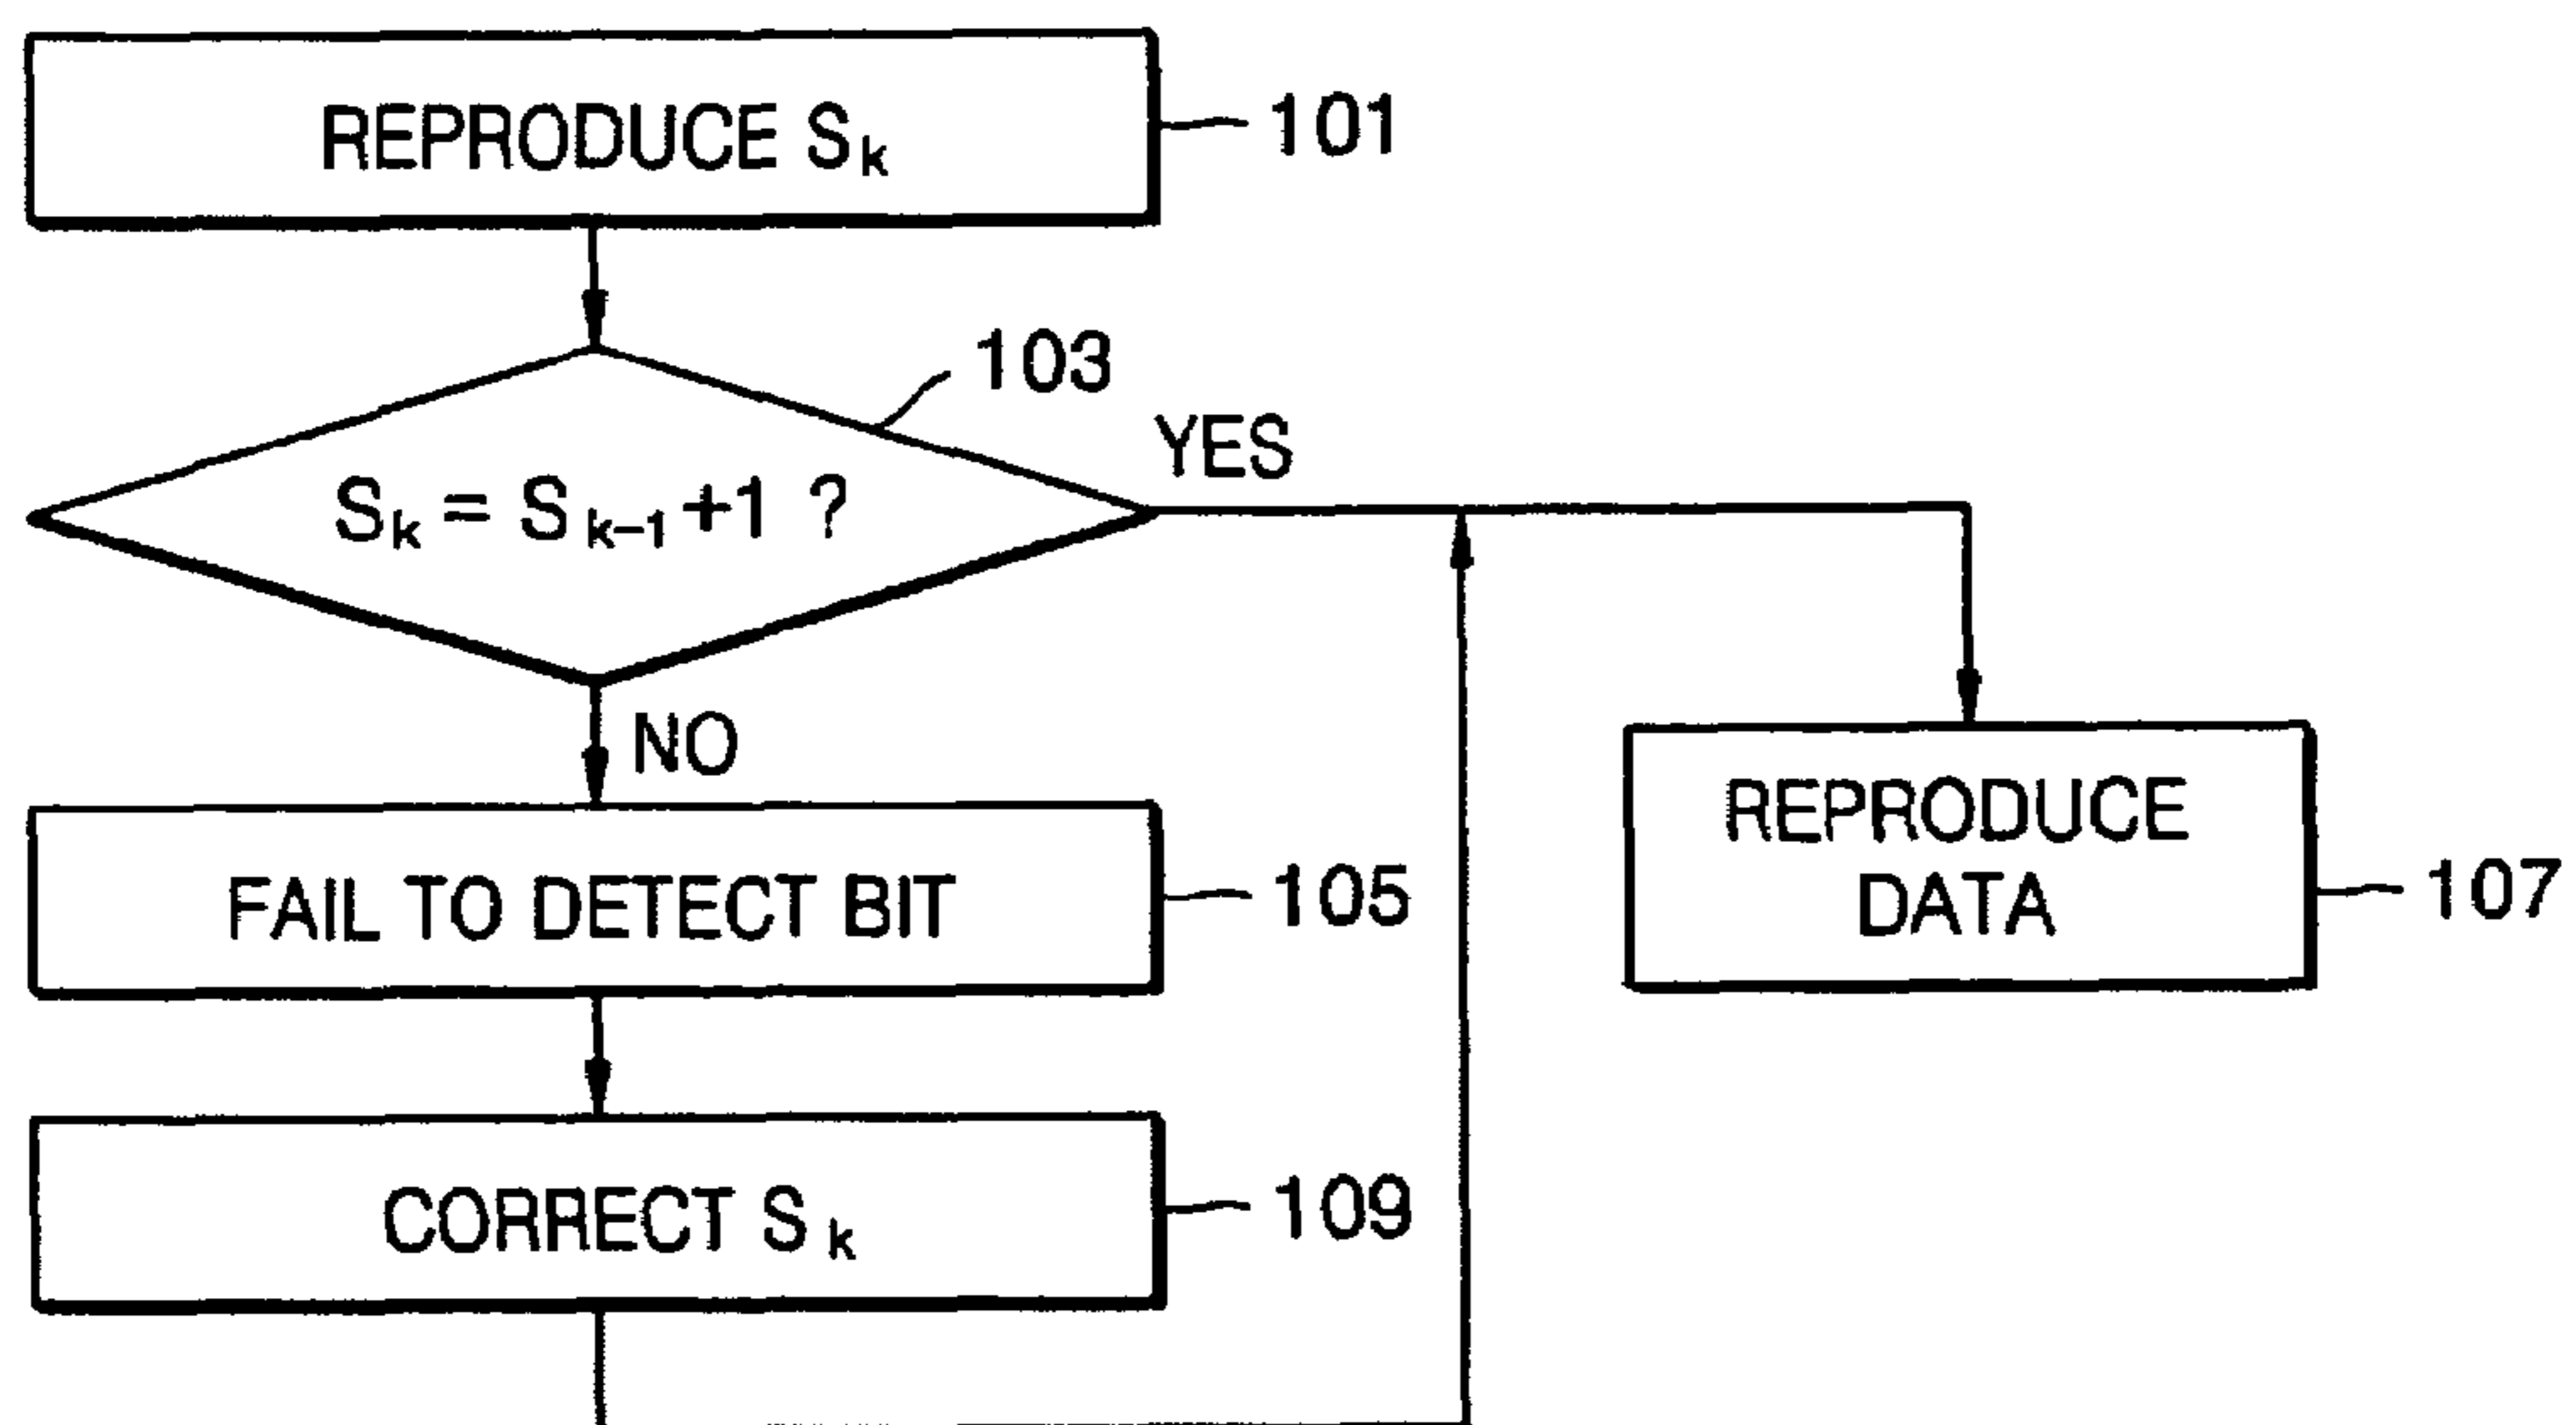 REPRODUCE Sk
101
103
Sk = Sk-1+1 ?
YES
NO
FAIL TO DETECT BIT
105
REPRODUCE
DATA
107
CORRECT Sk
109